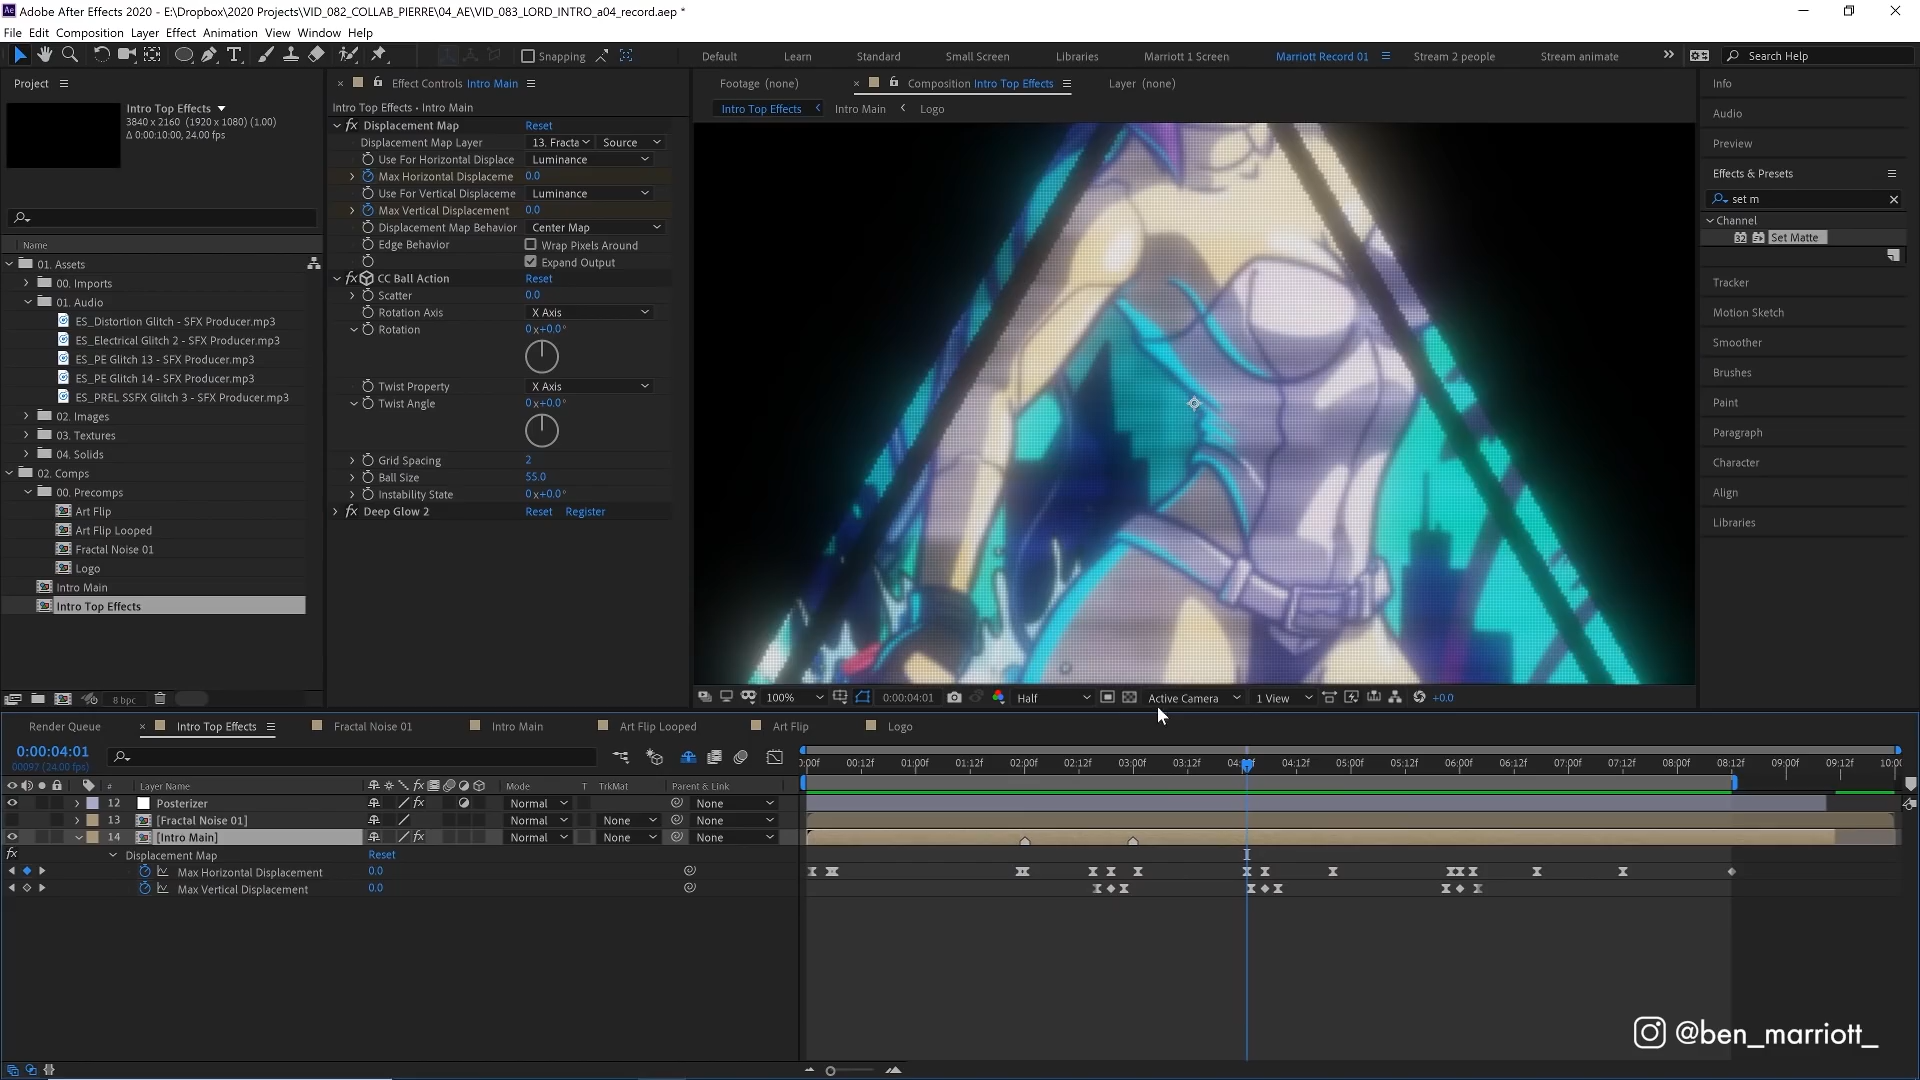 Adobe After Effects 2020 - E:\Dropbox\2020 Projects\VID_082_COLLAB_PIERRE\04_AE\VID_083_LORD_INTRO_a04_record.aep *
File Edit Composition Layer Effect Animation View Window Help
Snapping
Default Learn Standard Small Screen Libraries Marriott 1 Screen Marriott Record 01 Stream 2 people Stream animate
Search Help
Project
Effect Controls Intro Main
Footage (none) Composition Intro Top Effects Layer (none)
Info
Intro Top Effects
3840 x 2160 (1920 x 1080) (1.00)
Δ 0:00:10:00, 24.00 fps
Intro Top Effects • Intro Main
Intro Top Effects Intro Main Logo
Audio
Preview
Effects & Presets
set m
Channel
32 Set Matte
Tracker
Motion Sketch
Smoother
Brushes
Paint
Paragraph
Character
Align
Libraries
Displacement Map Reset
Displacement Map Layer 13. Fracta Source
Use For Horizontal Displace Luminance
Max Horizontal Displaceme 0.0
Use For Vertical Displaceme Luminance
Max Vertical Displacement 0.0
Displacement Map Behavior Center Map
Edge Behavior Wrap Pixels Around
Expand Output
CC Ball Action Reset
Scatter 0.0
Rotation Axis X Axis
Rotation 0x+0.0°
Twist Property X Axis
Twist Angle 0x+0.0°
Grid Spacing 2
Ball Size 55.0
Instability State 0x+0.0°
Deep Glow 2 Reset Register
Name
01. Assets
00. Imports
01. Audio
ES_Distortion Glitch - SFX Producer.mp3
ES_Electrical Glitch 2 - SFX Producer.mp3
ES_PE Glitch 13 - SFX Producer.mp3
ES_PE Glitch 14 - SFX Producer.mp3
ES_PREL SSFX Glitch 3 - SFX Producer.mp3
02. Images
03. Textures
04. Solids
02. Comps
00. Precomps
Art Flip
Art Flip Looped
Fractal Noise 01
Logo
Intro Main
Intro Top Effects
8 bpc
100% 0:00:04:01 Half Active Camera 1 View +0.0
Render Queue Intro Top Effects Fractal Noise 01 Intro Main Art Flip Looped Art Flip Logo
0:00:04:01
00097 (24.00 fps)
0:00f 00:12f 01:00f 01:12f 02:00f 02:12f 03:00f 03:12f 04:12f 05:00f 05:12f 06:00f 06:12f 07:00f 07:12f 08:00f 08:12f 09:00f 09:12f 10:00
# Layer Name fx Mode T TrkMat Parent & Link
12 Posterizer fx Normal None
13 [Fractal Noise 01] Normal None None
14 [Intro Main] fx Normal None None
fx Displacement Map Reset
Max Horizontal Displacement 0.0
Max Vertical Displacement 0.0
@ben_marriott_